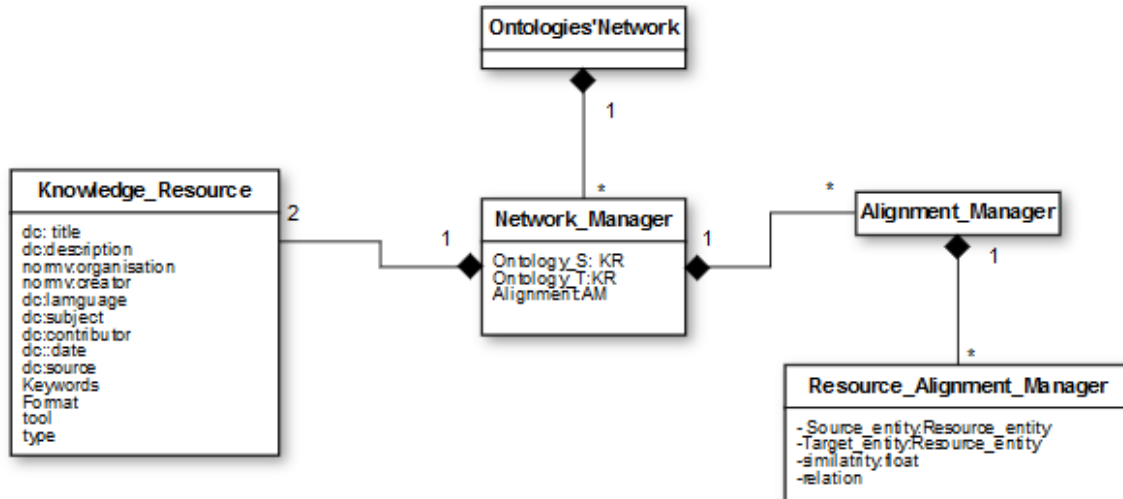 Ontologies'Network
1
*
Knowledge_Resource
dc: title
dc:description
normv:organisation
normv:creator
dc:lamguage
dc:subject
dc:contributor
dc::date
dc:source
Keywords
Format
tool
type
2
1
Network_Manager
Ontology_S: KR
Ontology_T:KR
Alignment:AM
1
*
Alignment_Manager
1
*
Resource_Alignment_Manager
- Source_entity:Resource_entity
-Target_entity:Resource_entity
-similatrity:float
-relation